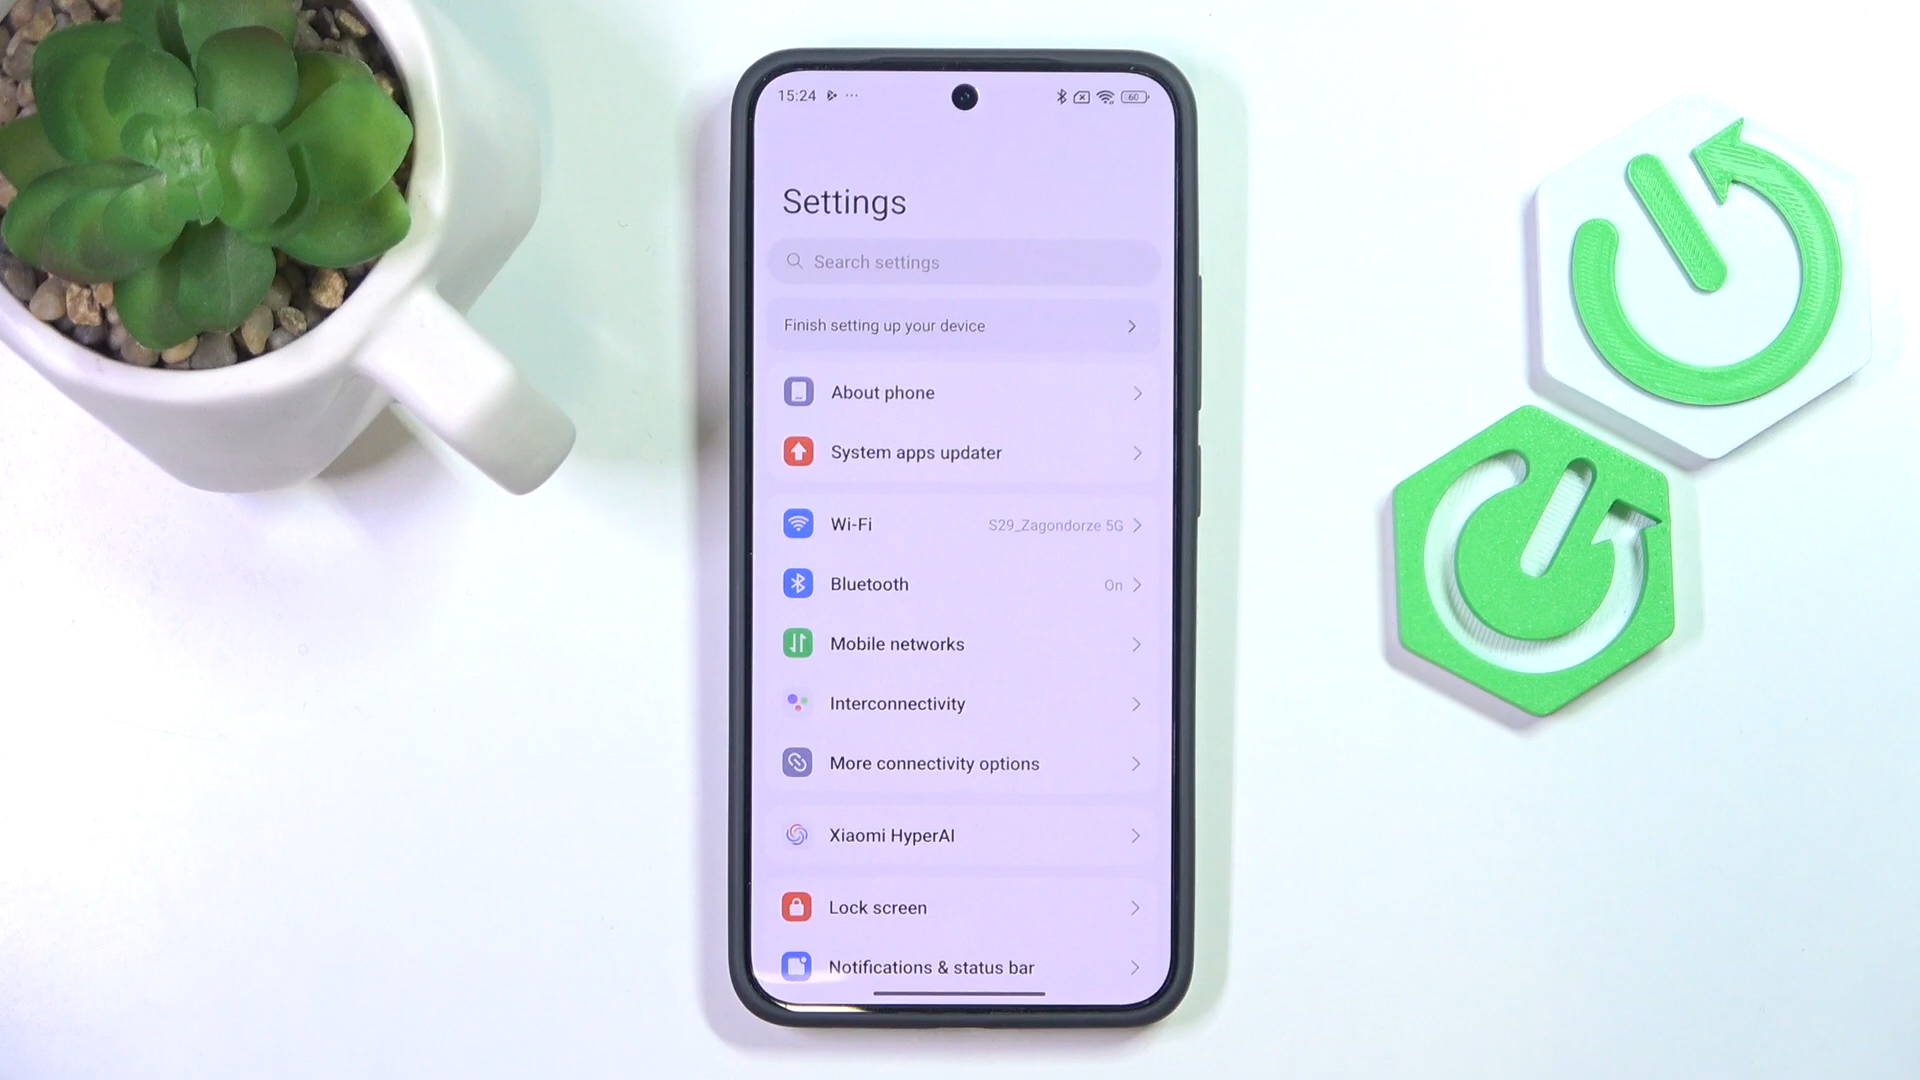 15:24 60
Settings
Search settings
Finish setting up your device
About phone
System apps updater
Wi-Fi S29_Zagondorze 5G
Bluetooth On
Mobile networks
Interconnectivity
More connectivity options
Xiaomi HyperAI
Lock screen
Notifications & status bar